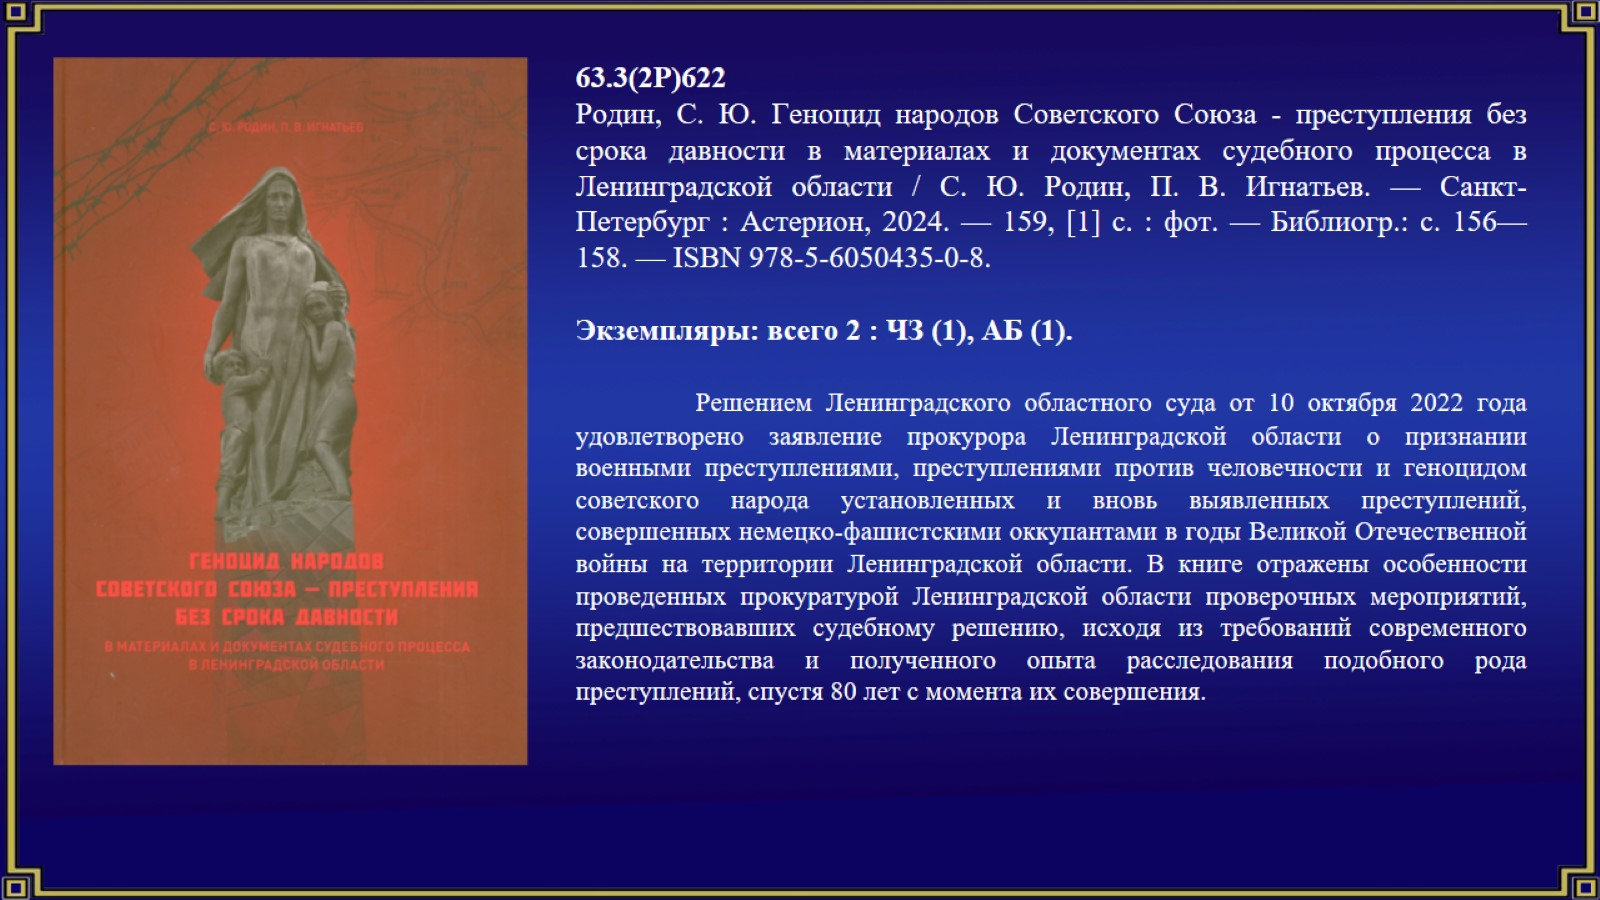 С. Ю. РОДИН, П. В. ИГНАТЬЕВ
ГЕНОЦИД НАРОДОВ
СОВЕТСКОГО СОЮЗА – ПРЕСТУПЛЕНИЯ
БЕЗ СРОКА ДАВНОСТИ
В МАТЕРИАЛАХ И ДОКУМЕНТАХ СУДЕБНОГО ПРОЦЕССА
В ЛЕНИНГРАДСКОЙ ОБЛАСТИ
63.3(2Р)622
Родин, С. Ю. Геноцид народов Советского Союза - преступления без
срока давности в материалах и документах судебного процесса в
Ленинградской области / С. Ю. Родин, П. В. Игнатьев. — Санкт-
Петербург : Астерион, 2024. — 159, [1] с. : фот. — Библиогр.: с. 156—
158. — ISBN 978-5-6050435-0-8.
Экземпляры: всего 2 : ЧЗ (1), АБ (1).
Решением Ленинградского областного суда от 10 октября 2022 года
удовлетворено заявление прокурора Ленинградской области о признании
военными преступлениями, преступлениями против человечности и геноцидом
советского народа установленных и вновь выявленных преступлений,
совершенных немецко-фашистскими оккупантами в годы Великой Отечественной
войны на территории Ленинградской области. В книге отражены особенности
проведенных прокуратурой Ленинградской области проверочных мероприятий,
предшествовавших судебному решению, исходя из требований современного
законодательства и полученного опыта расследования подобного рода
преступлений, спустя 80 лет с момента их совершения.